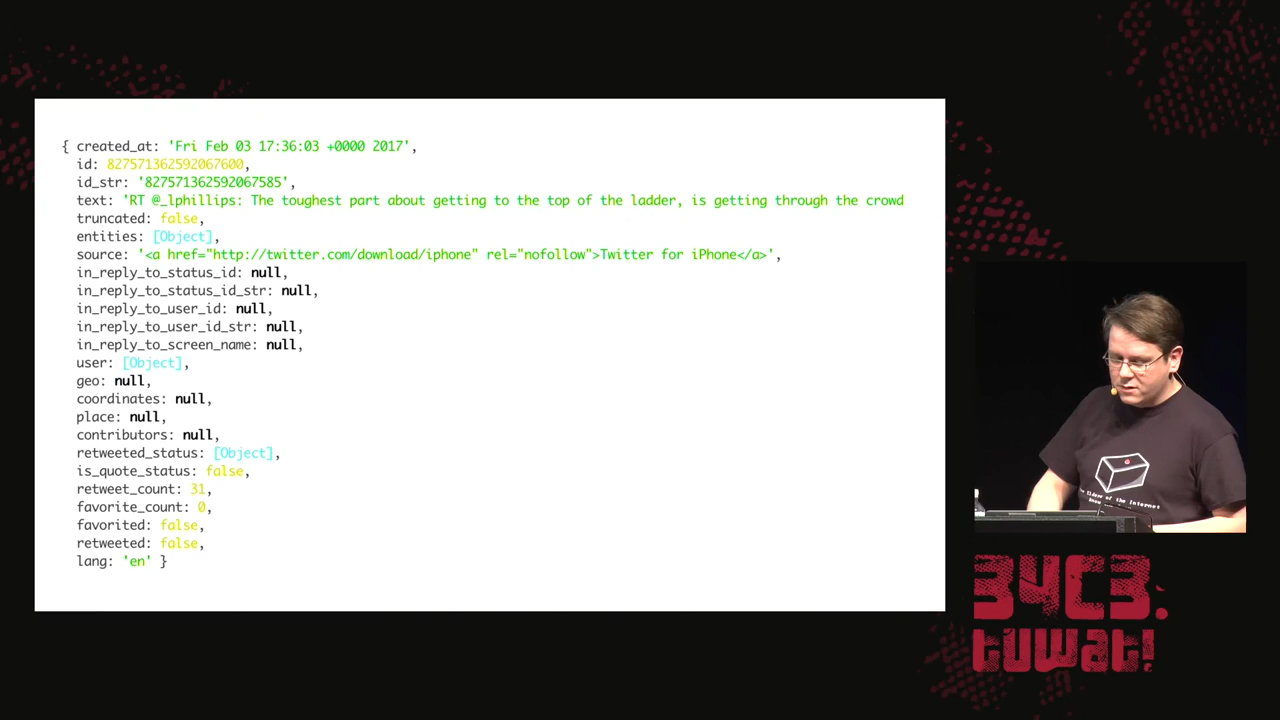 { created_at: 'Fri Feb 03 17:36:03 +0000 2017',
id: 827571362592067600,
id_str: '827571362592067585',
text: 'RT @_lphillips: The toughest part about getting to the top of the ladder, is getting through the crowd
truncated: false,
entities: [Object],
source: '<a href="http://twitter.com/download/iphone" rel="nofollow">Twitter for iPhone</a>',
in_reply_to_status_id: null,
in_reply_to_status_id_str: null,
in_reply_to_user_id: null,
in_reply_to_user_id_str: null,
in_reply_to_screen_name: null,
user: [Object],
geo: null,
coordinates: null,
place: null,
contributors: null,
retweeted_status: [Object],
is_quote_status: false,
retweet_count: 31,
favorite_count: 0,
favorited: false,
retweeted: false,
lang: 'en' }
Elders of the Internet
34C3.
tuwat!